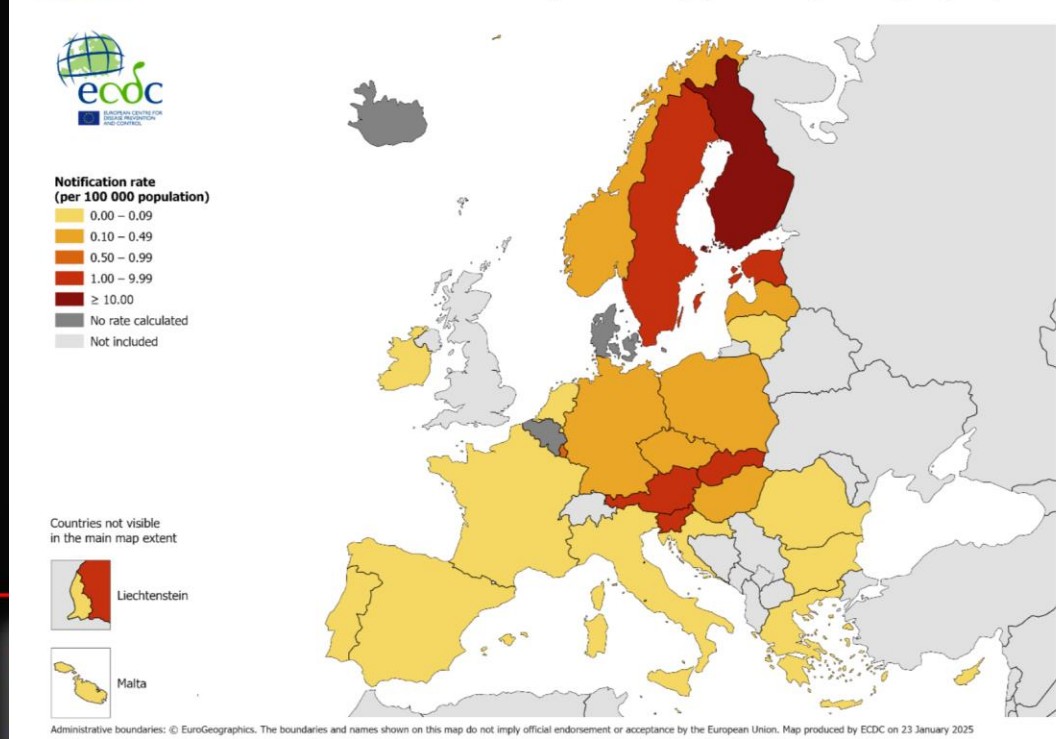 ecdc
EUROPEAN CENTRE FOR
DISEASE PREVENTION
AND CONTROL
Notification rate
(per 100 000 population)
0.00 – 0.09
0.10 – 0.49
0.50 – 0.99
1.00 – 9.99
≥ 10.00
No rate calculated
Not included
Countries not visible
in the main map extent
Liechtenstein
Malta
Administrative boundaries: © EuroGeographics. The boundaries and names shown on this map do not imply official endorsement or acceptance by the European Union. Map produced by ECDC on 23 January 2025